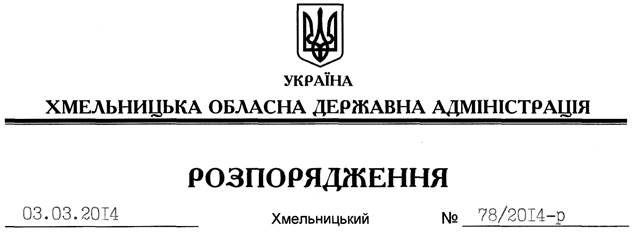 УКРАЇНА
ХМЕЛЬНИЦЬКА ОБЛАСНА ДЕРЖАВНА АДМІНІСТРАЦІЯ
РОЗПОРЯДЖЕННЯ
03.03.2014 Хмельницький № 78/2014-р